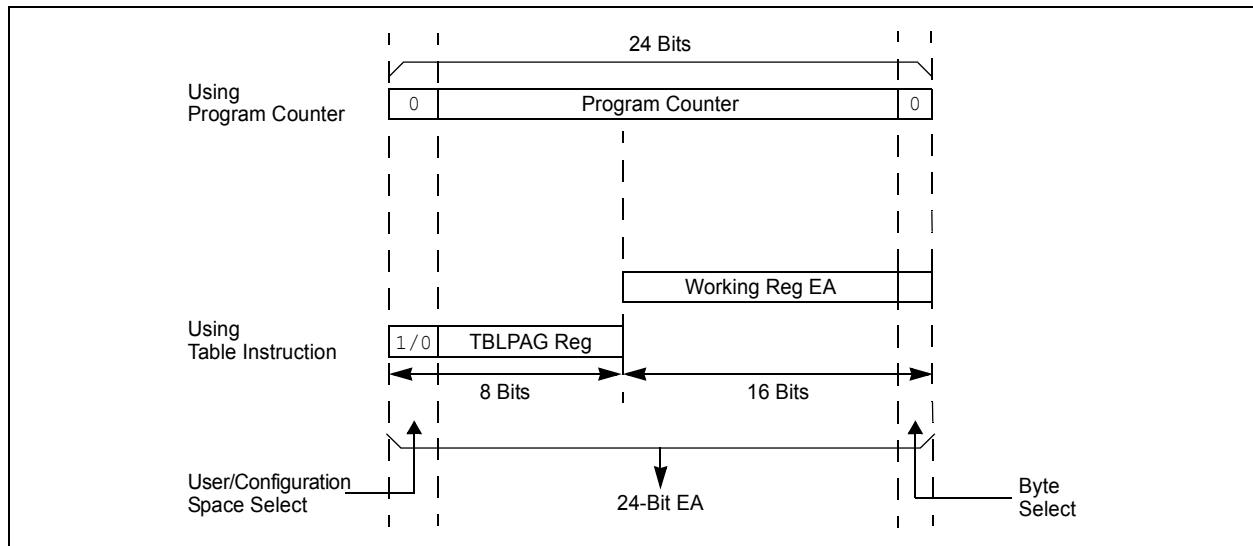 24 Bits
Using
Program Counter
0
Program Counter
0
Working Reg EA
Using
Table Instruction
1/0
TBLPAG Reg
8 Bits
16 Bits
User/Configuration
Space Select
24-Bit EA
Byte
Select